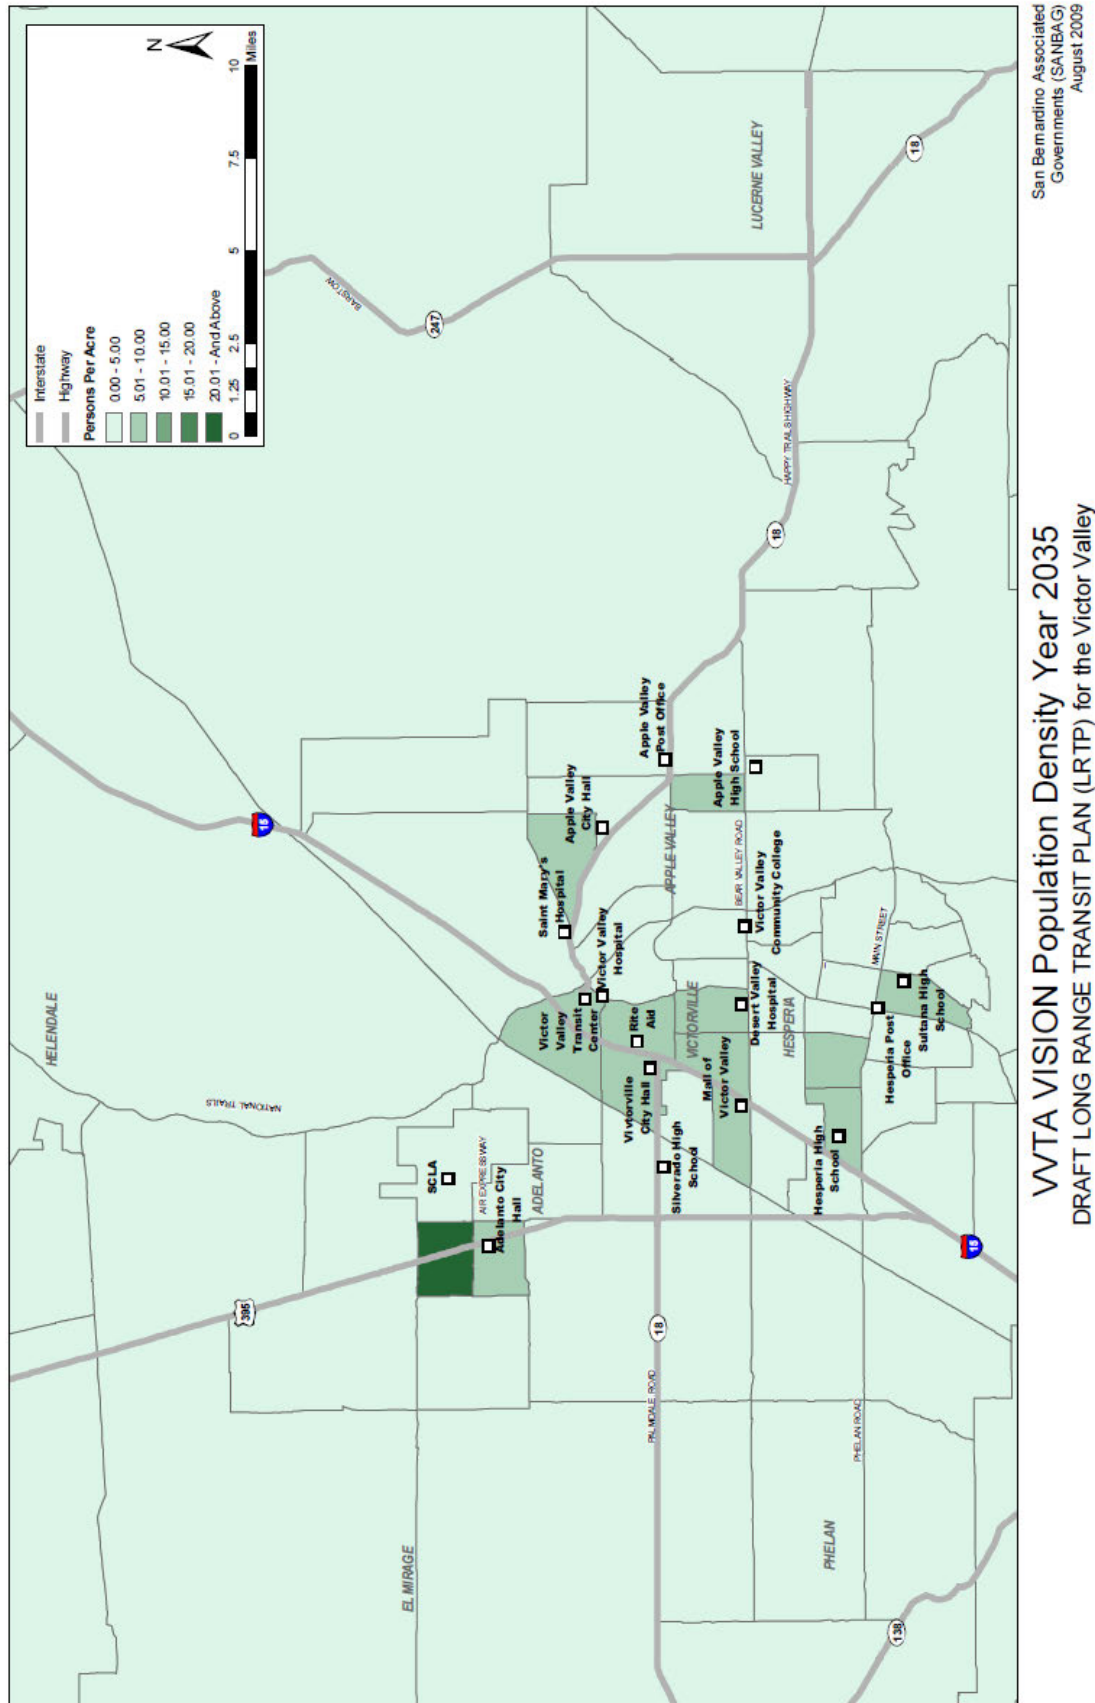 Interstate
Highway
Persons Per Acre
0.00 - 5.00
5.01 - 10.00
10.01 - 15.00
15.01 - 20.00
20.01 - And Above
0 1.25 2.5 5 7.5 10
Miles
N
HELENDALE
NATIONAL TRAILS
15
BARSTOW
247
LUCERNE VALLEY
395
EL MIRAGE
SCLA
AIR EXPRESSWAY
Adelanto City
Hall
ADELANTO
Victor
Valley
Transit
Center
Victor Valley
Hospital
Saint Mary's
Hospital
Apple Valley
City Hall
Apple Valley
Post Office
Rite
Aid
Vivtorville
City Hall
Silverado High
School
VICTORVILLE
APPLE VALLEY
Mall of
Victor Valley
Desert Valley
Hospital
BEAR VALLEY ROAD
Victor Valley
Community College
Apple Valley
High School
18
HAPPY TRAILS HIGHWAY
18
18
PALMDALE ROAD
HESPERIA
Hesperia High
School
Hesperia Post
Office
MAIN STREET
Sultana High
School
PHELAN ROAD
PHELAN
138
15
VVTA VISION Population Density Year 2035
DRAFT LONG RANGE TRANSIT PLAN (LRTP) for the Victor Valley
San Bernardino Associated
Governments (SANBAG)
August 2009